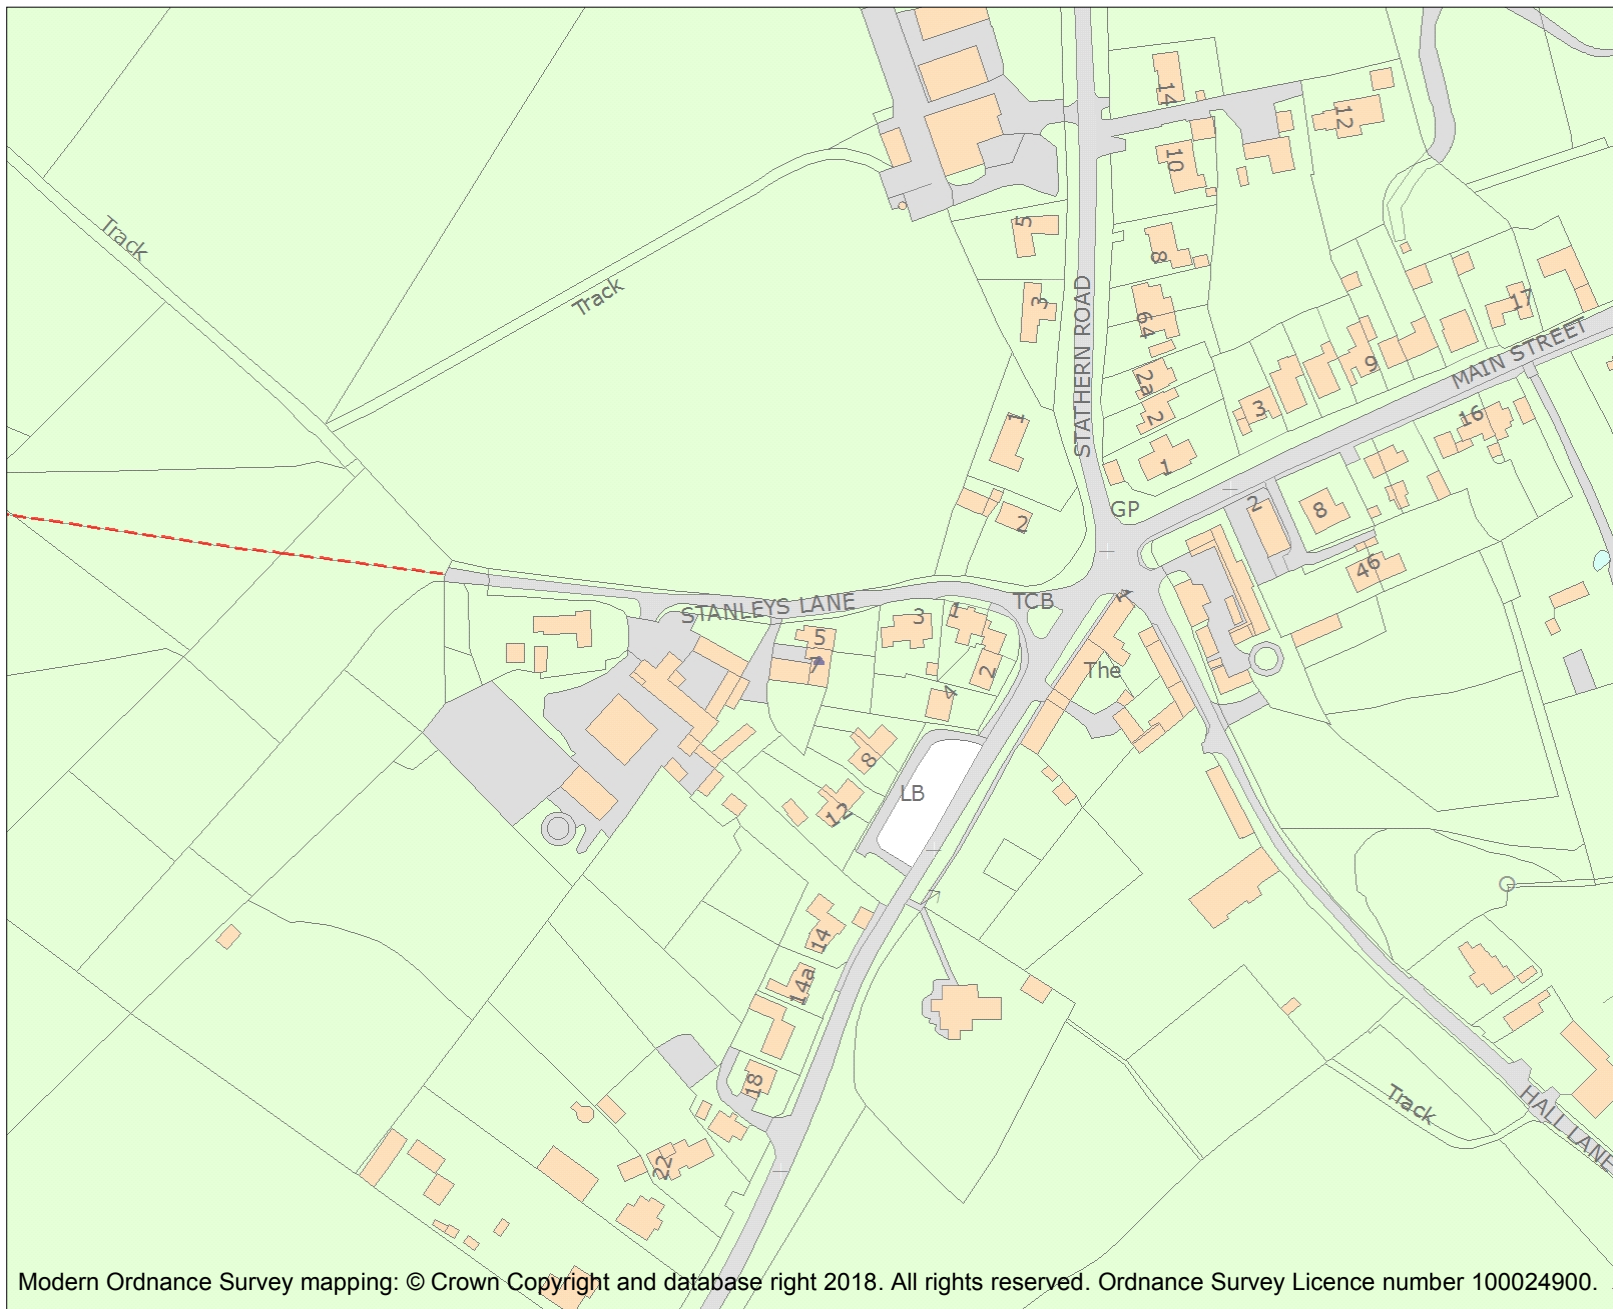 14
12
10
Track
5
8
Track
3
STATHERN ROAD
64
17
MAIN STREET
2a
9
2
3
1
16
1
GP
2
8
2
46
STANLEYS LANE
TCB
1
3
5
7
The
2
4
8
LB
12
14
14a
18
Track
HALL LANE
22
Modern Ordnance Survey mapping: © Crown Copyright and database right 2018. All rights reserved. Ordnance Survey Licence number 100024900.